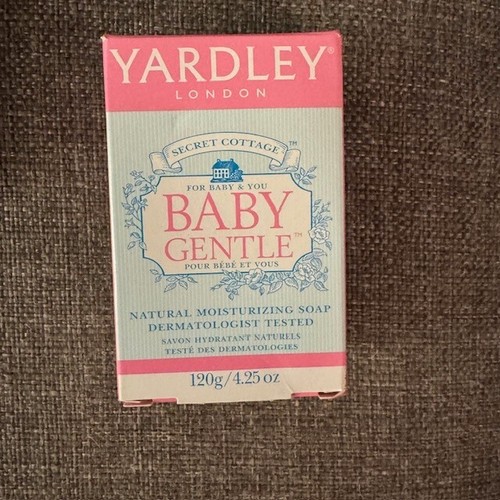 YARDLEY®
LONDON
SECRET COTTAGE™
FOR BABY & YOU
BABY
GENTLE™
POUR BÉBÉ ET VOUS
NATURAL MOISTURIZING SOAP
DERMATOLOGIST TESTED
SAVON HYDRATANT NATURELS
TESTÉ DES DERMATOLOGIES
120g/4.25 oz